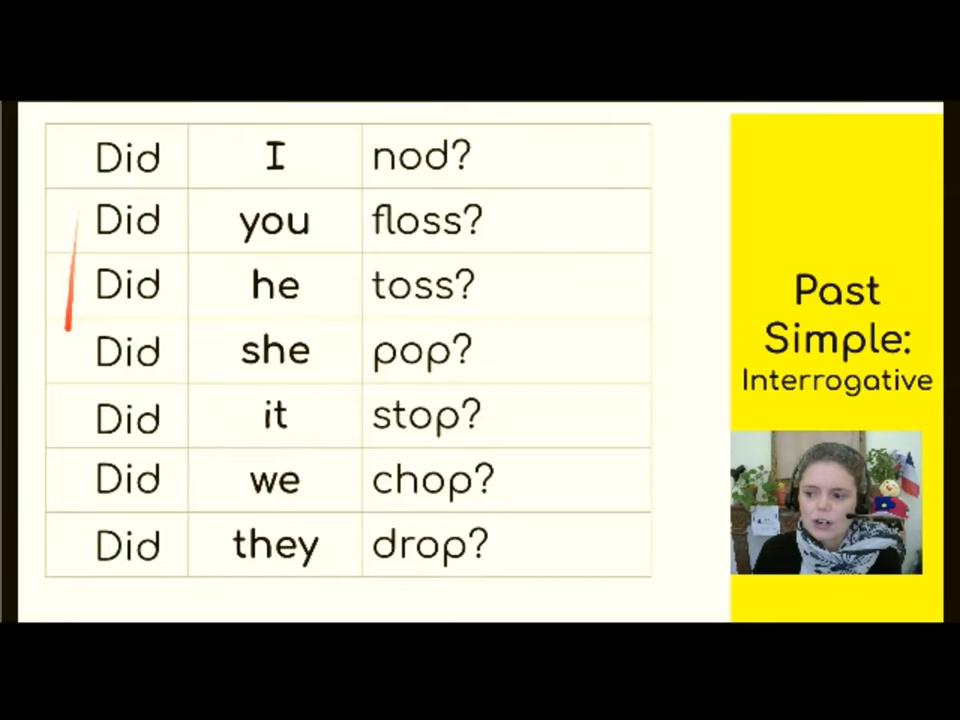 Did I nod?
Did you floss?
Did he toss?
Did she pop?
Did it stop?
Did we chop?
Did they drop?
Past
Simple:
Interrogative